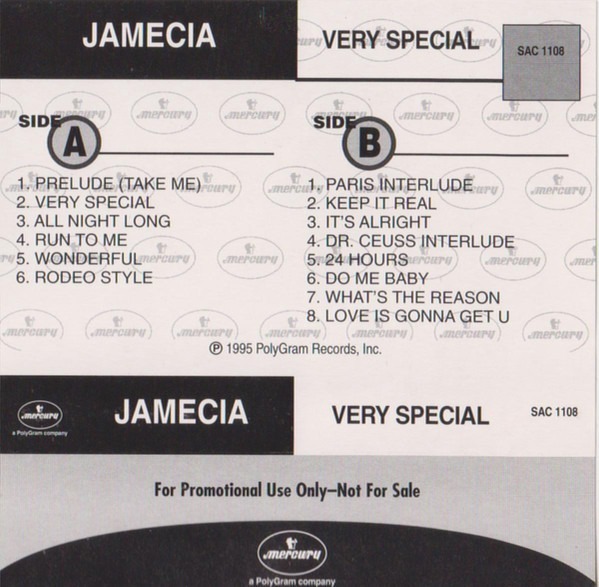 JAMECIA
VERY SPECIAL
SAC 1108
SIDE A
1. PRELUDE (TAKE ME)
2. VERY SPECIAL
3. ALL NIGHT LONG
4. RUN TO ME
5. WONDERFUL
6. RODEO STYLE
SIDE B
1. PARIS INTERLUDE
2. KEEP IT REAL
3. IT'S ALRIGHT
4. DR. CEUSS INTERLUDE
5. 24 HOURS
6. DO ME BABY
7. WHAT'S THE REASON
8. LOVE IS GONNA GET U
℗ 1995 PolyGram Records, Inc.
mercury
a PolyGram company
JAMECIA
VERY SPECIAL
SAC 1108
For Promotional Use Only–Not For Sale
mercury
a PolyGram company